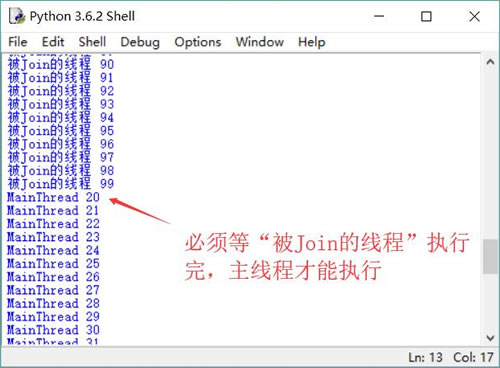 Python 3.6.2 Shell
File Edit Shell Debug Options Window Help
被Join的线程 90
被Join的线程 91
被Join的线程 92
被Join的线程 93
被Join的线程 94
被Join的线程 95
被Join的线程 96
被Join的线程 97
被Join的线程 98
被Join的线程 99
MainThread 20
MainThread 21
MainThread 22
MainThread 23
MainThread 24
MainThread 25
MainThread 26
MainThread 27
MainThread 28
MainThread 29
MainThread 30
MainThread 31
必须等“被Join的线程”执行
完，主线程才能执行
Ln: 13 Col: 17